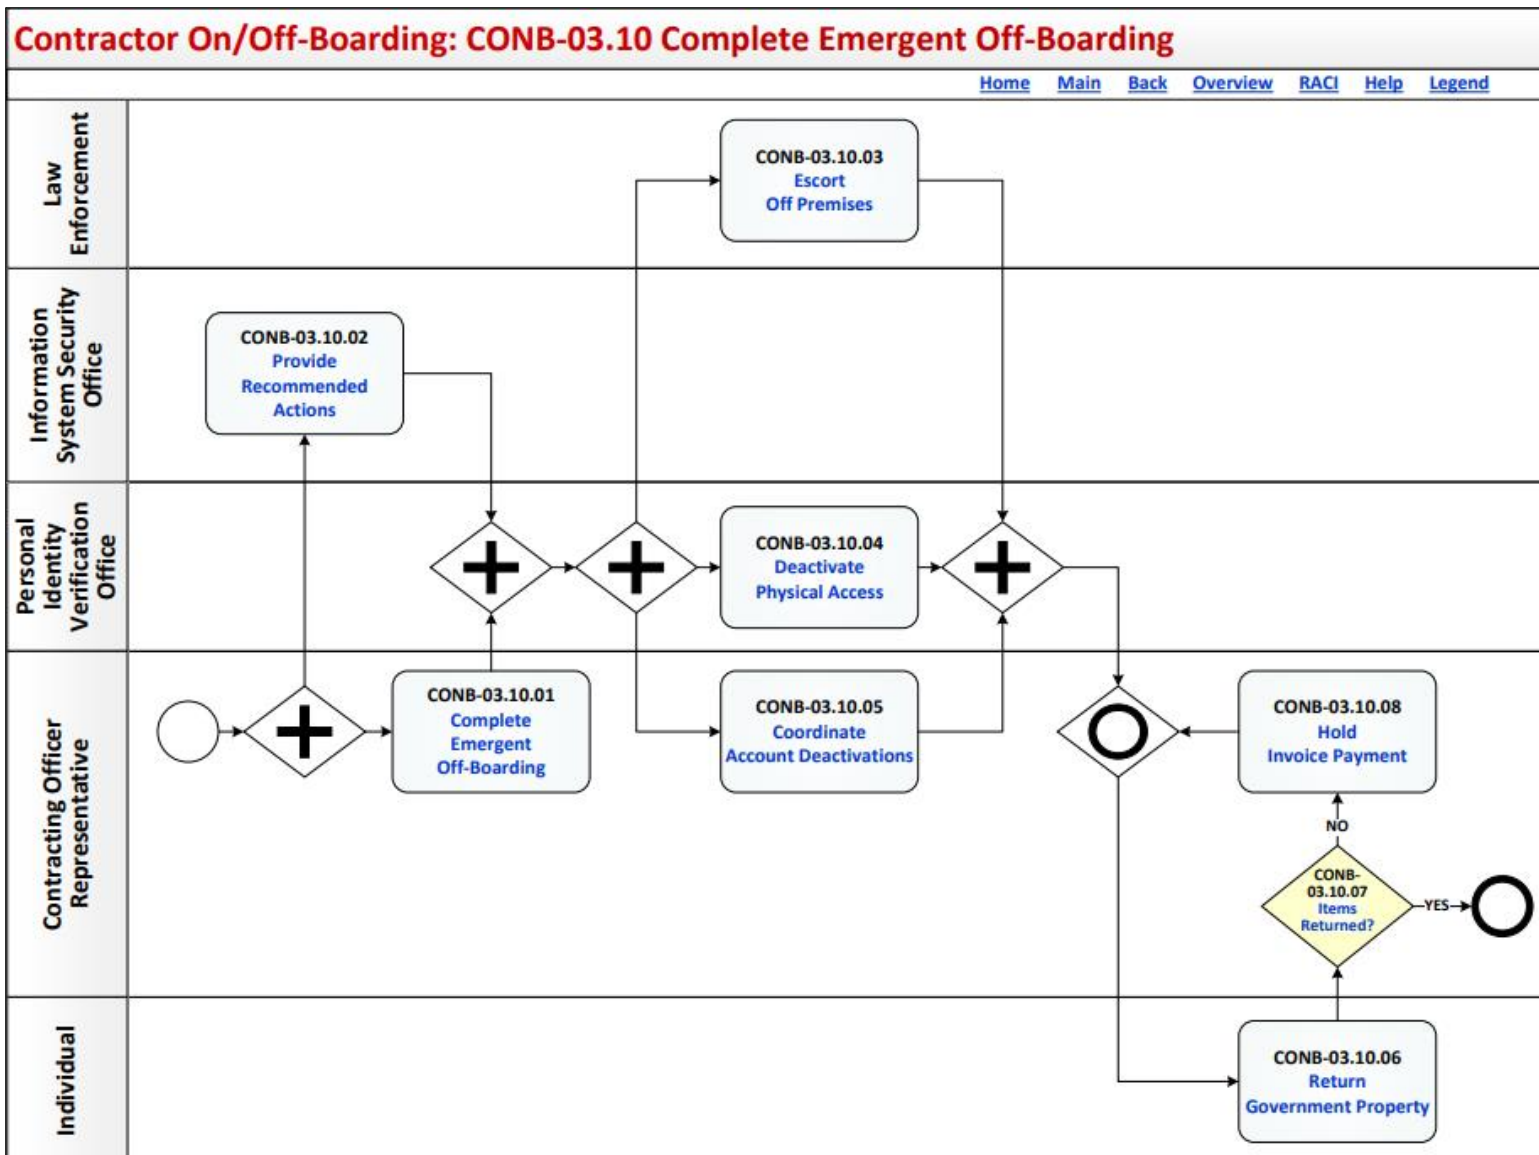 Contractor On/Off-Boarding: CONB-03.10 Complete Emergent Off-Boarding
Home Main Back Overview RACI Help Legend
Law
Enforcement
CONB-03.10.03
Escort
Off Premises
Information
System Security
Office
CONB-03.10.02
Provide
Recommended
Actions
Personal
Identity
Verification
Office
CONB-03.10.04
Deactivate
Physical Access
Contracting Officer
Representative
CONB-03.10.01
Complete
Emergent
Off-Boarding
CONB-03.10.05
Coordinate
Account Deactivations
CONB-03.10.08
Hold
Invoice Payment
NO
CONB-
03.10.07
Items
Returned?
YES
Individual
CONB-03.10.06
Return
Government Property